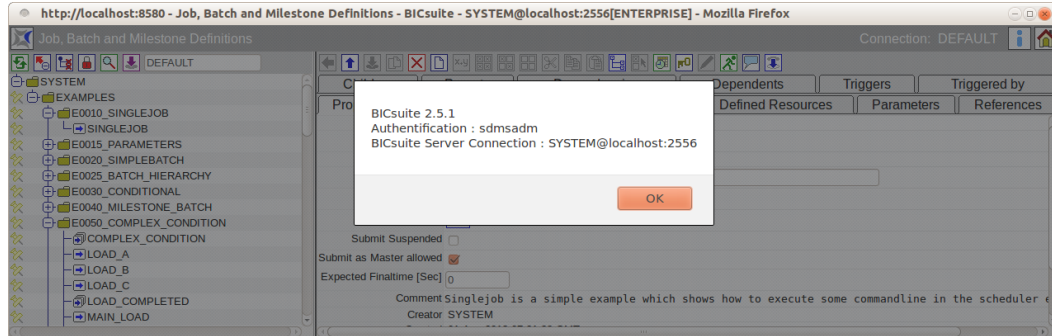 http://localhost:8580 - Job, Batch and Milestone Definitions - BICsuite - SYSTEM@localhost:2556[ENTERPRISE] - Mozilla Firefox
Job, Batch and Milestone Definitions
Connection: DEFAULT
DEFAULT
SYSTEM
EXAMPLES
E0010_SINGLEJOB
SINGLEJOB
E0015_PARAMETERS
E0020_SIMPLEBATCH
E0025_BATCH_HIERARCHY
E0030_CONDITIONAL
E0040_MILESTONE_BATCH
E0050_COMPLEX_CONDITION
COMPLEX_CONDITION
LOAD_A
LOAD_B
LOAD_C
LOAD_COMPLETED
MAIN_LOAD
Dependents
Triggers
Triggered by
Pro
Defined Resources
Parameters
References
BICsuite 2.5.1
Authentification : sdmsadm
BICsuite Server Connection : SYSTEM@localhost:2556
OK
Submit Suspended
Submit as Master allowed
Expected Finaltime [Sec] 0
Comment Singlejob is a simple example which shows how to execute some commandline in the scheduler e
Creator SYSTEM